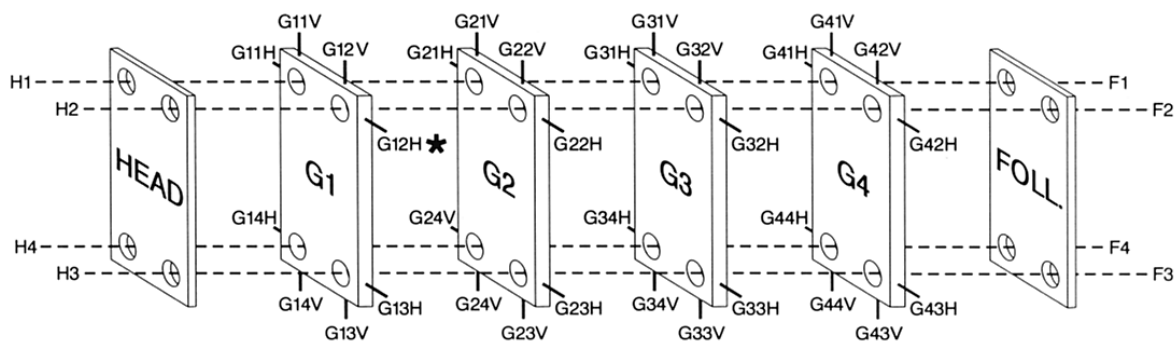 G11V G21V G31V G41V
G11H G12V G21H G22V G31H G32V G41H G42V
H1 F1
H2 F2
G12H * G22H G32H G42H
HEAD G1 G2 G3 G4 FOLL.
G14H G24V G34H G44H
H4 F4
H3 F3
G14V G13H G24V G23H G34V G33H G44V G43H
G13V G23V G33V G43V